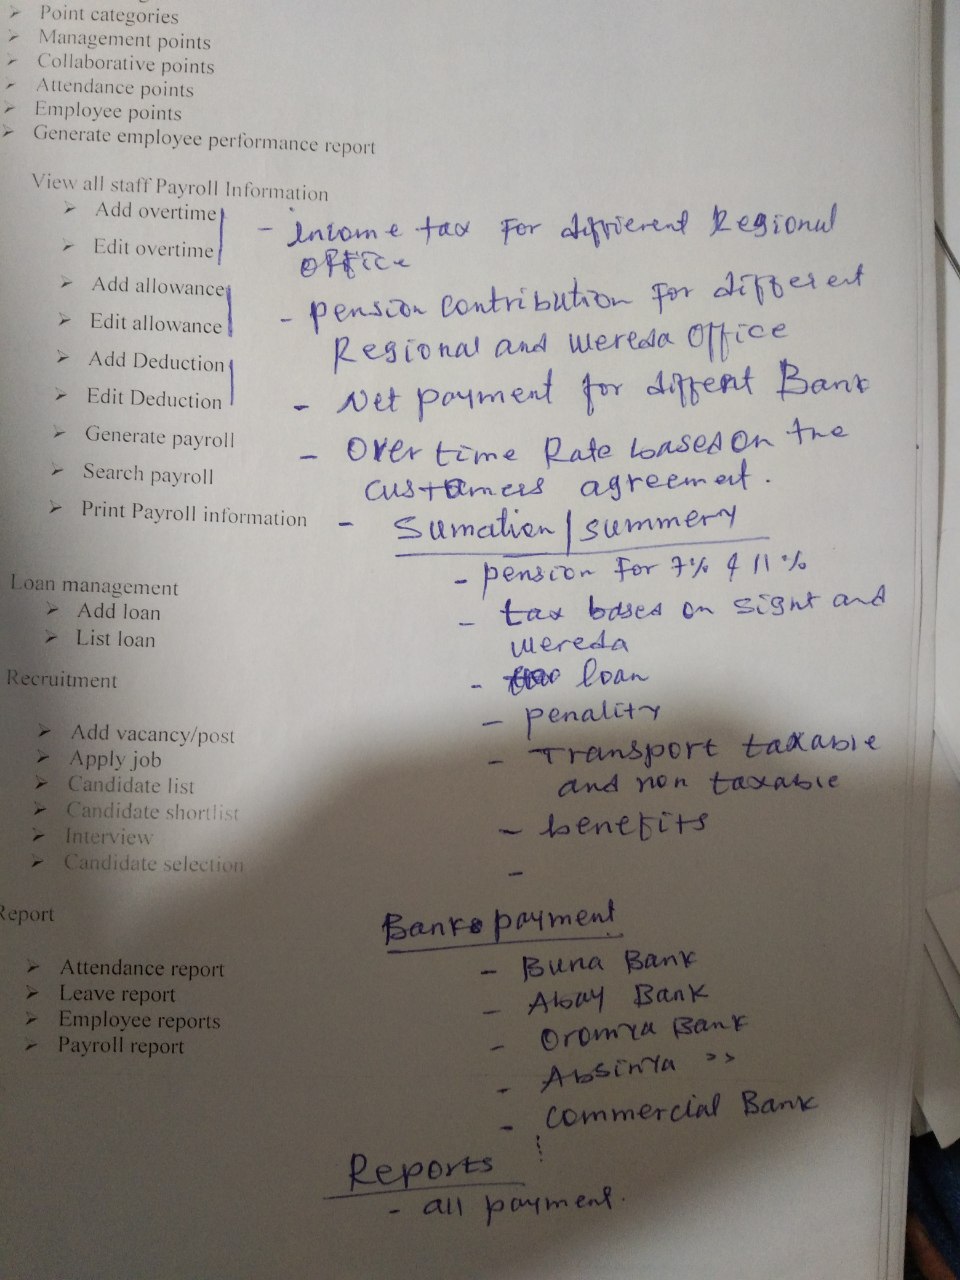 Point categories
Management points
Collaborative points
Attendance points
Employee points
Generate employee performance report
View all staff Payroll Information
Add overtime
Edit overtime
Add allowance
Edit allowance
Add Deduction
Edit Deduction
Generate payroll
Search payroll
Print Payroll information
- income tax For diffrierent Regional
office
- pension contribution For different
Regional and Wereda Office
- Net payment for differnt Bank
- Over time Rate based on the
customers agreement.
- Sumation / summery
- pension For 7% & 11%
- tax based on sight and
wereda
- loan
- penality
- Transport taxable
and non taxable
- benefits
-
Loan management
Add loan
List loan
Recruitment
Add vacancy/post
Apply job
Candidate list
Candidate shortlist
Interview
Candidate selection
Report
Attendance report
Leave report
Employee reports
Payroll report
Banks payment
- Buna Bank
- Abay Bank
- Oromya Bank
- Absinya >>
- Commercial Bank
Reports
- all payment.